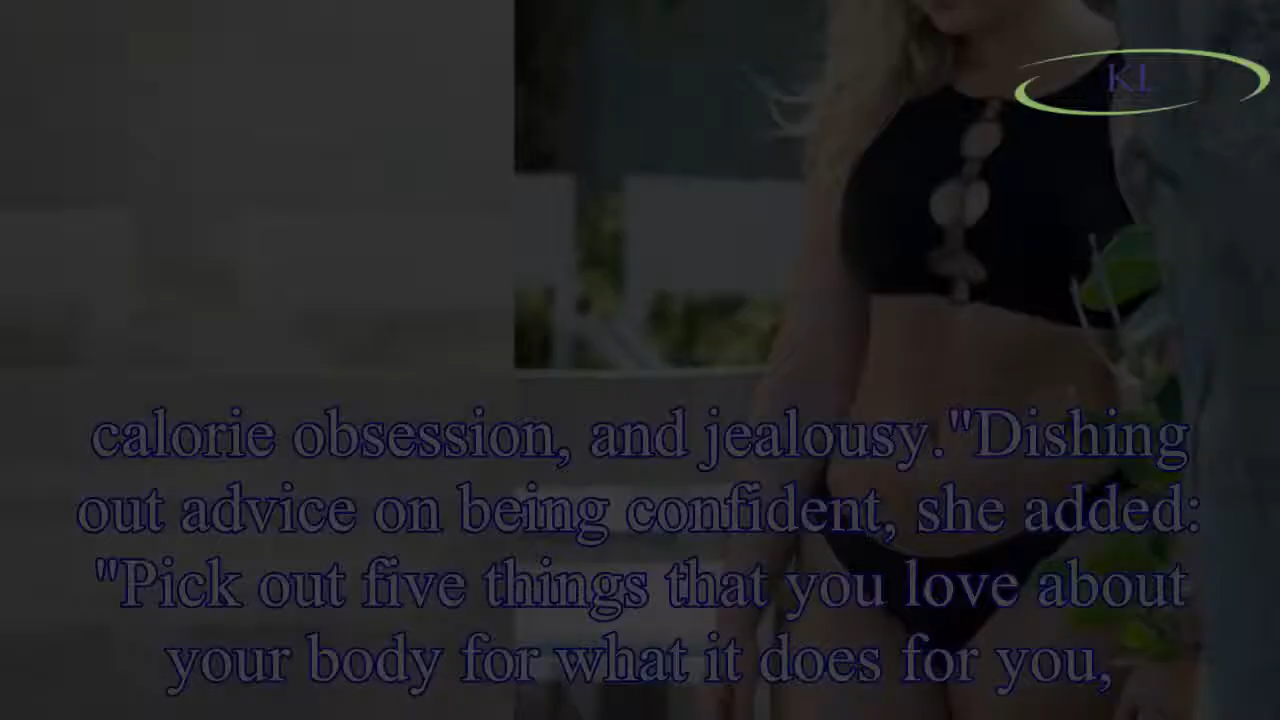 KL
calorie obsession, and jealousy."Dishing
out advice on being confident, she added:
"Pick out five things that you love about
your body for what it does for you,